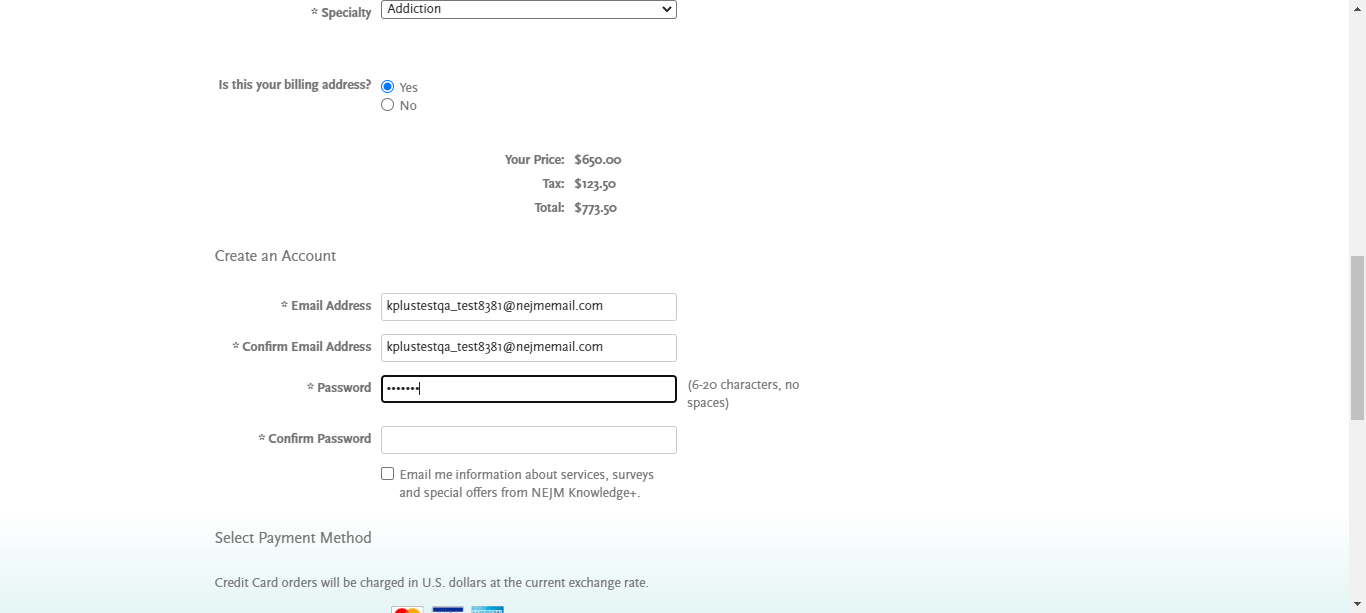 * Specialty Addiction
Is this your billing address? Yes
No
Your Price: $650.00
Tax: $123.50
Total: $773.50
Create an Account
* Email Address kplustestqa_test8381@nejmemail.com
* Confirm Email Address kplustestqa_test8381@nejmemail.com
* Password ••••••• (6-20 characters, no
spaces)
* Confirm Password
Email me information about services, surveys
and special offers from NEJM Knowledge+.
Select Payment Method
Credit Card orders will be charged in U.S. dollars at the current exchange rate.